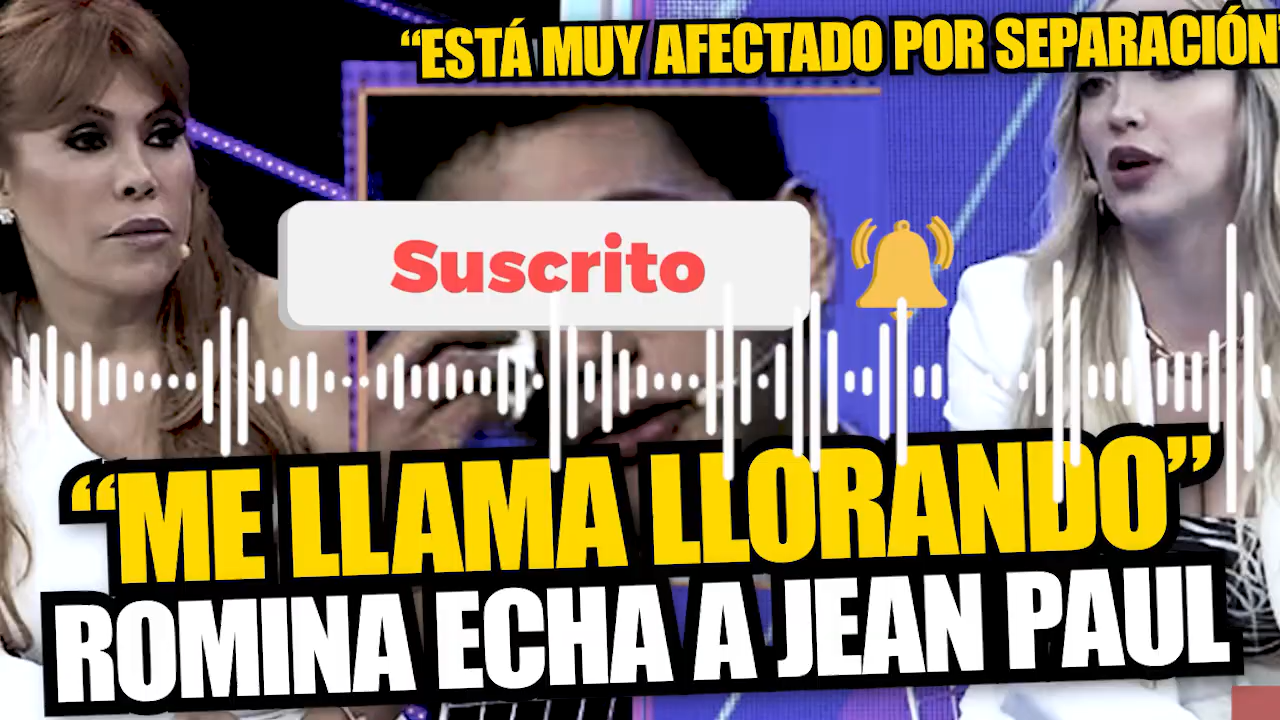 “ESTÁ MUY AFECTADO POR SEPARACIÓN”
Suscrito
“ME LLAMA LLORANDO”
ROMINA ECHA A JEAN PAUL